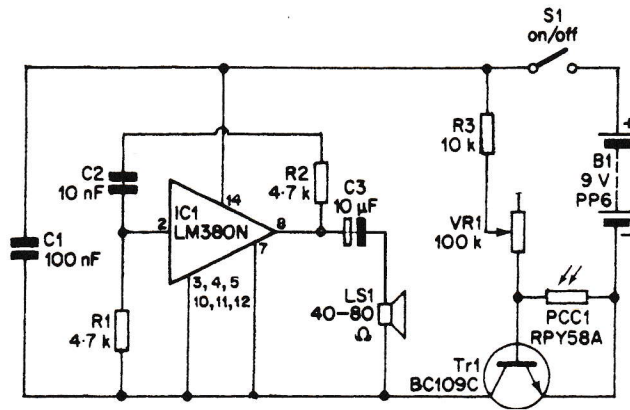 S1
on/off
R3
10 k
+
B1
9 V
PP6
−
C2
10 nF
R2
4·7 k
C3
10 µF
14
IC1
LM380N
2
8
7
VR1
100 k
C1
100 nF
3, 4, 5
10, 11, 12
LS1
40–80
Ω
PCC1
RPY58A
R1
4·7 k
Tr1
BC109C